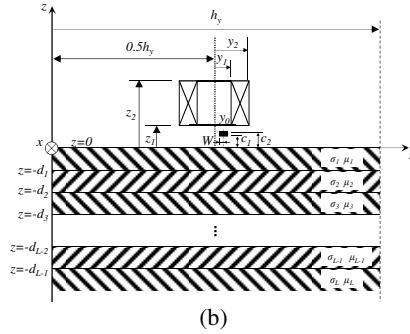 z
h_y
0.5h_y
y_2
y_1
z_2
z_1
y_0
W
c_1
c_2
x
z=0
z=-d_1
z=-d_2
z=-d_3
z=-d_{L-2}
z=-d_{L-1}
σ_1 μ_1
σ_2 μ_2
σ_3 μ_3
⋮
σ_{L-1} μ_{L-1}
σ_L μ_L
(b)